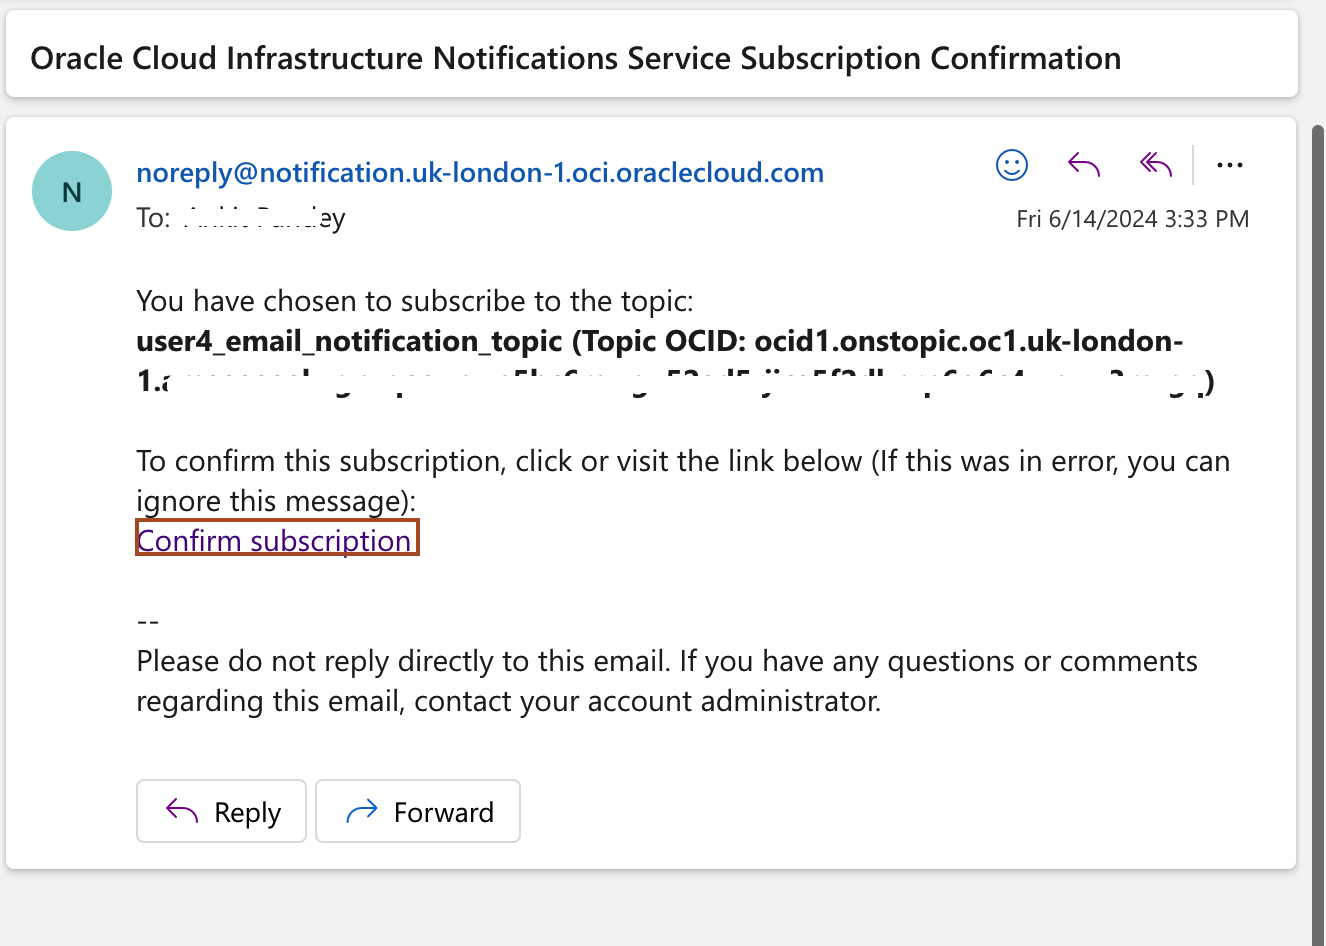 Oracle Cloud Infrastructure Notifications Service Subscription Confirmation
N
noreply@notification.uk-london-1.oci.oraclecloud.com
To:
Fri 6/14/2024 3:33 PM
You have chosen to subscribe to the topic:
user4_email_notification_topic (Topic OCID: ocid1.onstopic.oc1.uk-london-
To confirm this subscription, click or visit the link below (If this was in error, you can
ignore this message):
Confirm subscription
--
Please do not reply directly to this email. If you have any questions or comments
regarding this email, contact your account administrator.
Reply
Forward